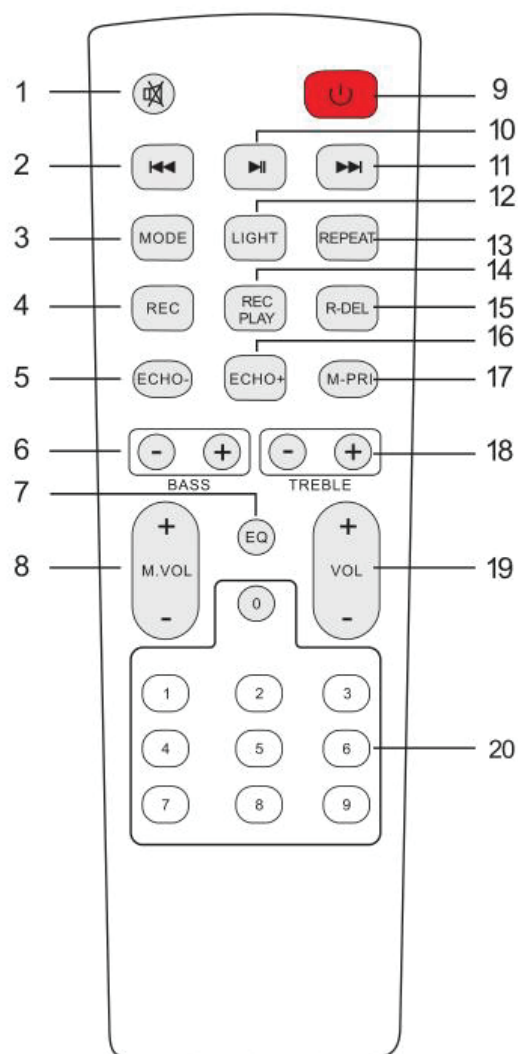 1 9
10
2 11
12
3 MODE LIGHT REPEAT 13
14
4 REC REC PLAY R-DEL 15
16
5 ECHO- ECHO+ M-PRI 17
6 - + - + 18
BASS TREBLE
7
EQ
+ +
8 M.VOL VOL 19
- -
0
1 2 3
4 5 6 20
7 8 9